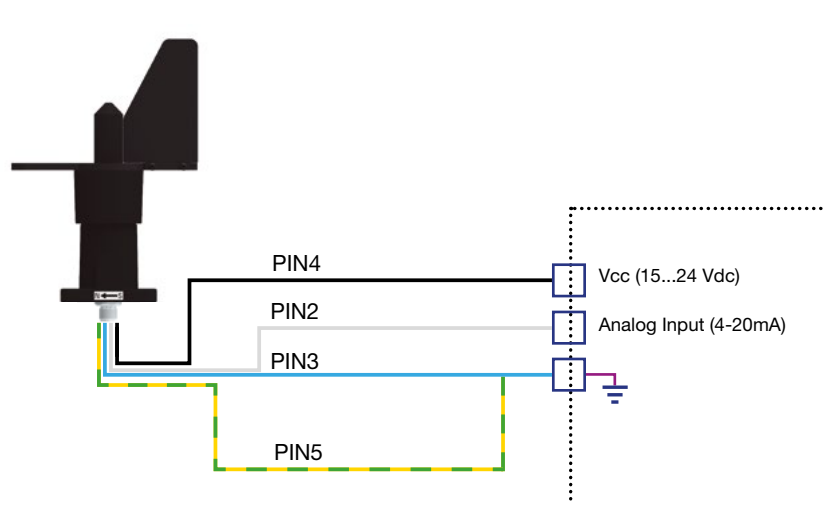 PIN4
Vcc (15...24 Vdc)
N S
PIN2
Analog Input (4-20mA)
PIN3
PIN5